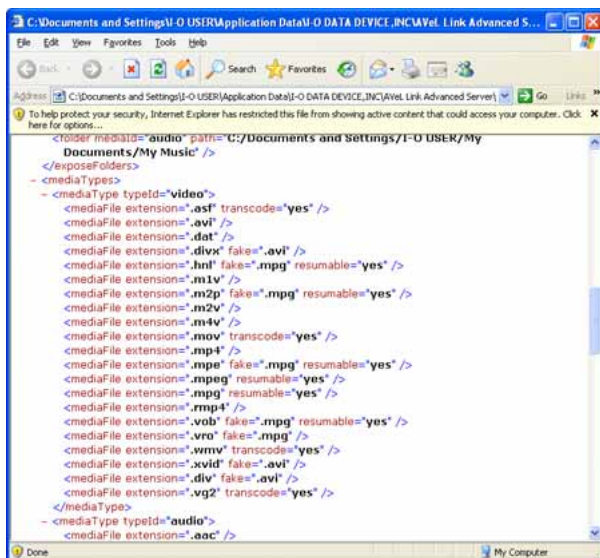 C:\Documents and Settings\I-O USER\Application Data\I-O DATA DEVICE,INC\AVeL Link Advanced S...
File Edit View Favorites Tools Help
Back Search Favorites
Address C:\Documents and Settings\I-O USER\Application Data\I-O DATA DEVICE,INC\AVeL Link Advanced Server\ Go Links »
To help protect your security, Internet Explorer has restricted this file from showing active content that could access your computer. Click
here for options...
<folder mediaId="audio" path="C:/Documents and Settings/I-O USER/My
Documents/My Music" />
</exposeFolders>
- <mediaTypes>
- <mediaType typeId="video">
<mediaFile extension=".asf" transcode="yes" />
<mediaFile extension=".avi" />
<mediaFile extension=".dat" />
<mediaFile extension=".divx" fake=".avi" />
<mediaFile extension=".hnl" fake=".mpg" resumable="yes" />
<mediaFile extension=".m1v" />
<mediaFile extension=".m2p" fake=".mpg" resumable="yes" />
<mediaFile extension=".m2v" />
<mediaFile extension=".m4v" />
<mediaFile extension=".mov" transcode="yes" />
<mediaFile extension=".mp4" />
<mediaFile extension=".mpe" fake=".mpg" resumable="yes" />
<mediaFile extension=".mpeg" resumable="yes" />
<mediaFile extension=".mpg" resumable="yes" />
<mediaFile extension=".rmp4" />
<mediaFile extension=".vob" fake=".mpg" resumable="yes" />
<mediaFile extension=".vro" fake=".mpg" />
<mediaFile extension=".wmv" transcode="yes" />
<mediaFile extension=".xvid" fake=".avi" />
<mediaFile extension=".div" fake=".avi" />
<mediaFile extension=".vg2" transcode="yes" />
</mediaType>
- <mediaType typeId="audio">
<mediaFile extension=".aac" />
Done My Computer